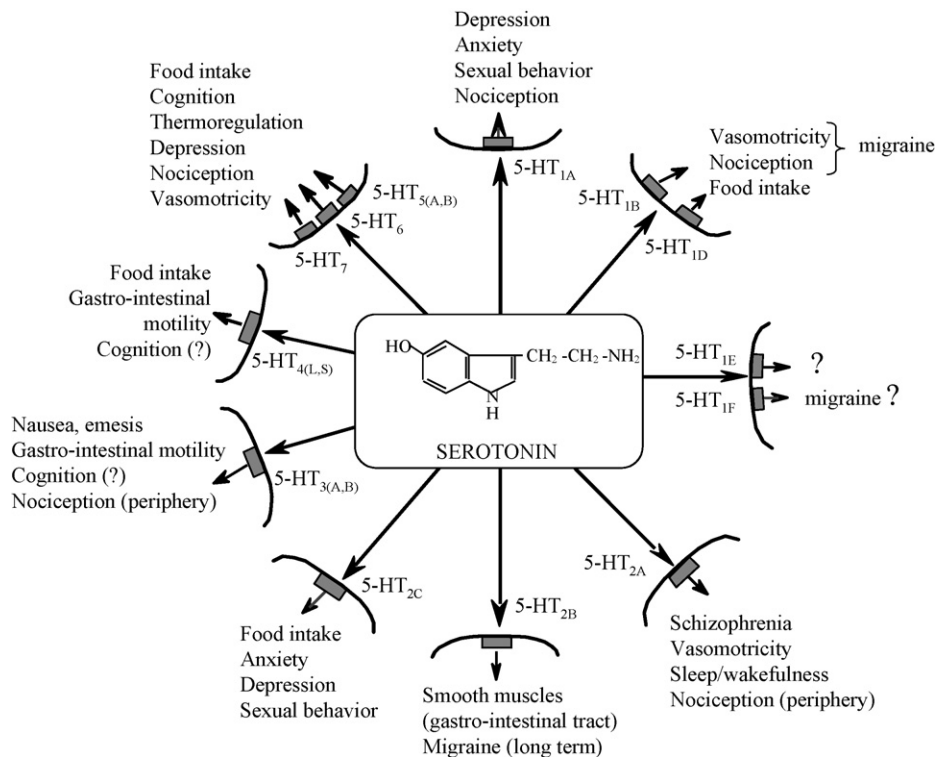 Depression
Anxiety
Sexual behavior
Nociception
5-HT1A
Food intake
Cognition
Thermoregulation
Depression
Nociception
Vasomotricity
5-HT5(A,B)
5-HT6
5-HT7
Vasomotricity
Nociception
migraine
Food intake
5-HT1B
5-HT1D
Food intake
Gastro-intestinal
motility
Cognition (?)
5-HT4(L,S)
HO
CH2-CH2-NH2
N
H
SEROTONIN
5-HT1E
?
5-HT1F
migraine ?
Nausea, emesis
Gastro-intestinal motility
Cognition (?)
Nociception (periphery)
5-HT3(A,B)
5-HT2C
Food intake
Anxiety
Depression
Sexual behavior
5-HT2B
Smooth muscles
(gastro-intestinal tract)
Migraine (long term)
5-HT2A
Schizophrenia
Vasomotricity
Sleep/wakefulness
Nociception (periphery)